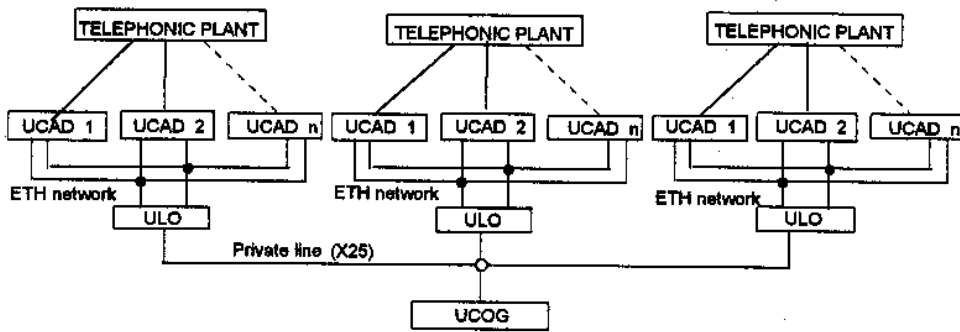 TELEPHONIC PLANT TELEPHONIC PLANT TELEPHONIC PLANT
UCAD 1 UCAD 2 UCAD n UCAD 1 UCAD 2 UCAD n UCAD 1 UCAD 2 UCAD n
ETH network ETH network ETH network
ULO ULO ULO
Private line (X25)
UCOG